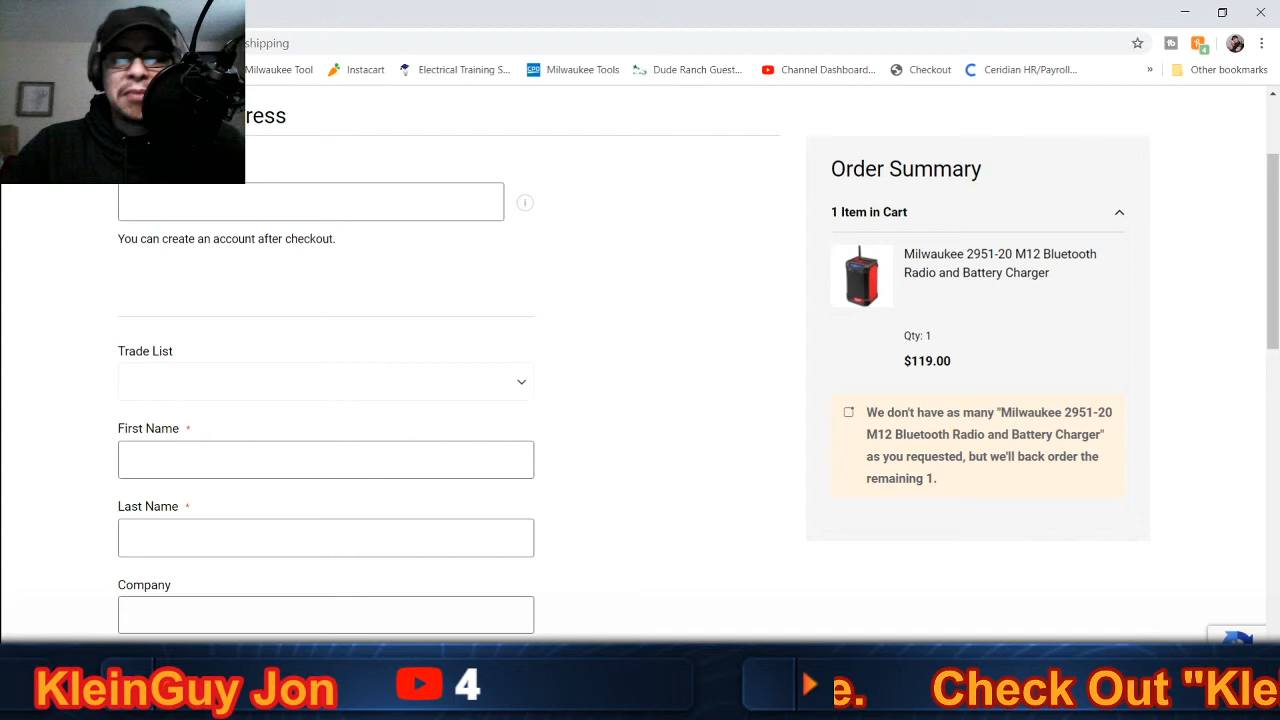 shipping
Milwaukee Tool
Instacart
Electrical Training S...
CPO
Milwaukee Tools
Dude Ranch Guest...
Channel Dashboard...
Checkout
Ceridian HR/Payroll...
»
Other bookmarks
ress
Order Summary
1 Item in Cart
You can create an account after checkout.
Milwaukee 2951-20 M12 Bluetooth
Radio and Battery Charger
Qty: 1
$119.00
Trade List
We don't have as many "Milwaukee 2951-20
M12 Bluetooth Radio and Battery Charger"
as you requested, but we'll back order the
remaining 1.
First Name *
Last Name *
Company
KleinGuy Jon
4
e.
Check Out "Kle